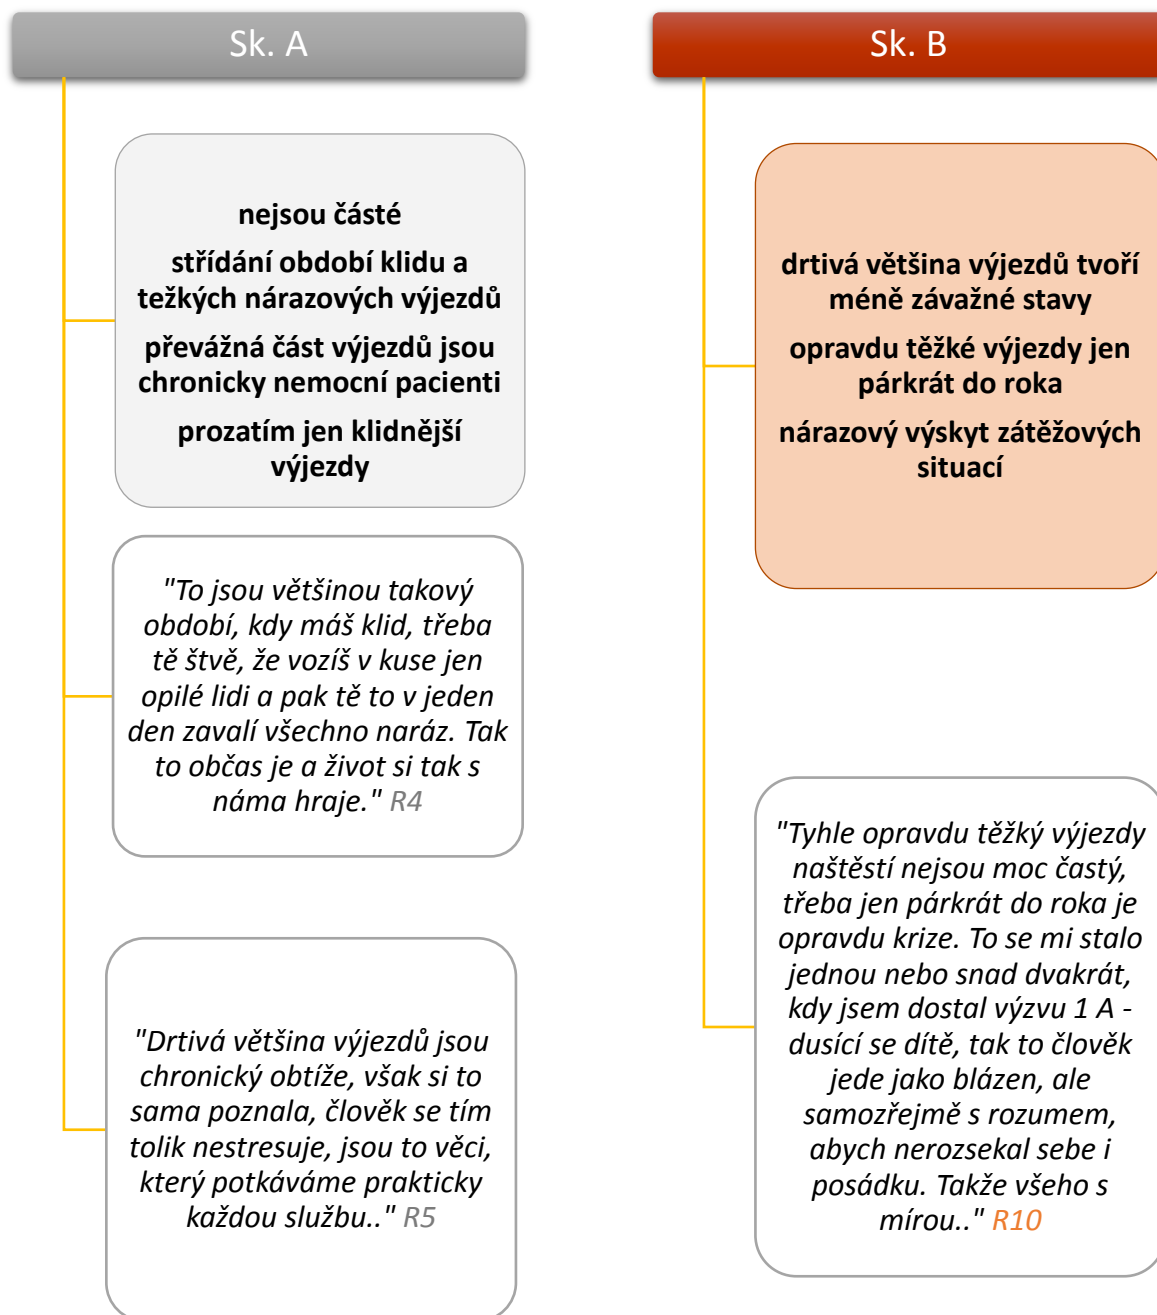 Sk. A
nejsou časté
střídání období klidu a
težkých nárazových výjezdů
převážná část výjezdů jsou
chronicky nemocní pacienti
prozatím jen klidnější
výjezdy
"To jsou většinou takový
období, kdy máš klid, třeba
tě štvě, že vozíš v kuse jen
opilé lidi a pak tě to v jeden
den zavalí všechno naráz. Tak
to občas je a život si tak s
náma hraje." R4
"Drtivá většina výjezdů jsou
chronický obtíže, však si to
sama poznala, člověk se tím
tolik nestresuje, jsou to věci,
který potkáváme prakticky
každou službu.." R5
Sk. B
drtivá většina výjezdů tvoří
méně závažné stavy
opravdu těžké výjezdy jen
párkrát do roka
nárazový výskyt zátěžových
situací
"Tyhle opravdu těžký výjezdy
naštěstí nejsou moc častý,
třeba jen párkrát do roka je
opravdu krize. To se mi stalo
jednou nebo snad dvakrát,
kdy jsem dostal výzvu 1 A -
dusící se dítě, tak to člověk
jede jako blázen, ale
samozřejmě s rozumem,
abych nerozsekal sebe i
posádku. Takže všeho s
mírou.." R10